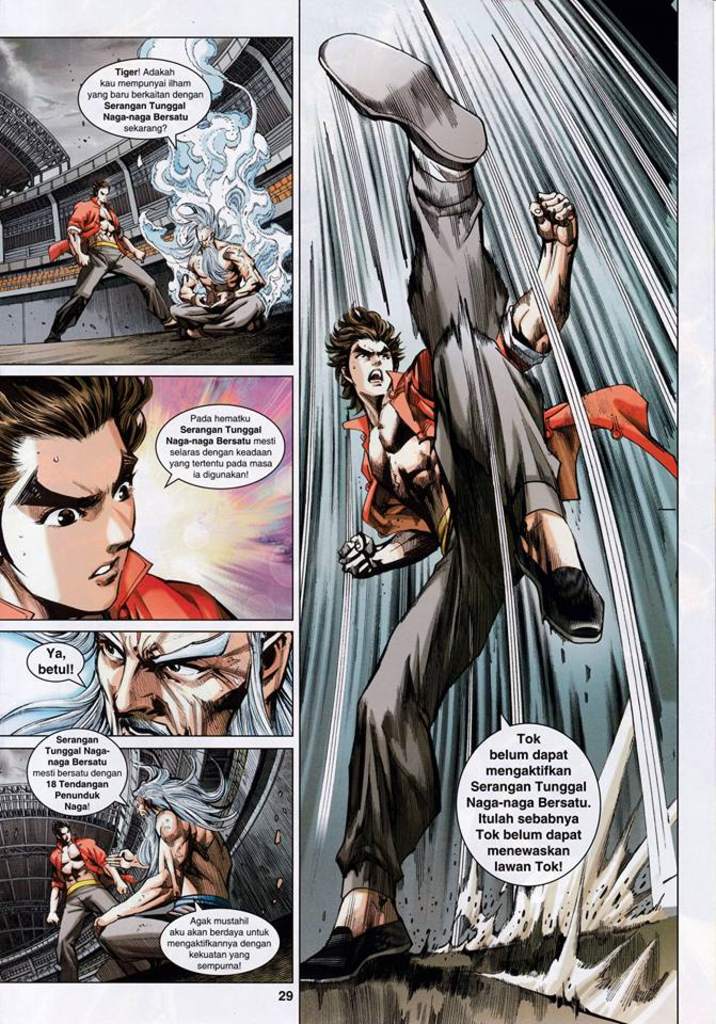 Tiger! Adakah
kau mempunyai ilham
yang baru berkaitan dengan
Serangan Tunggal
Naga-naga Bersatu
sekarang?
Pada hematku
Serangan Tunggal
Naga-naga Bersatu mesti
selaras dengan keadaan
yang tertentu pada masa
ia digunakan!
Ya,
betul!
Serangan
Tunggal Naga-
naga Bersatu
mesti bersatu dengan
18 Tendangan
Penunduk
Naga!
Agak mustahil
aku akan berdaya untuk
mengaktifkannya dengan
kekuatan yang
sempurna!
29
Tok
belum dapat
mengaktifkan
Serangan Tunggal
Naga-naga Bersatu.
Itulah sebabnya
Tok belum dapat
menewaskan
lawan Tok!